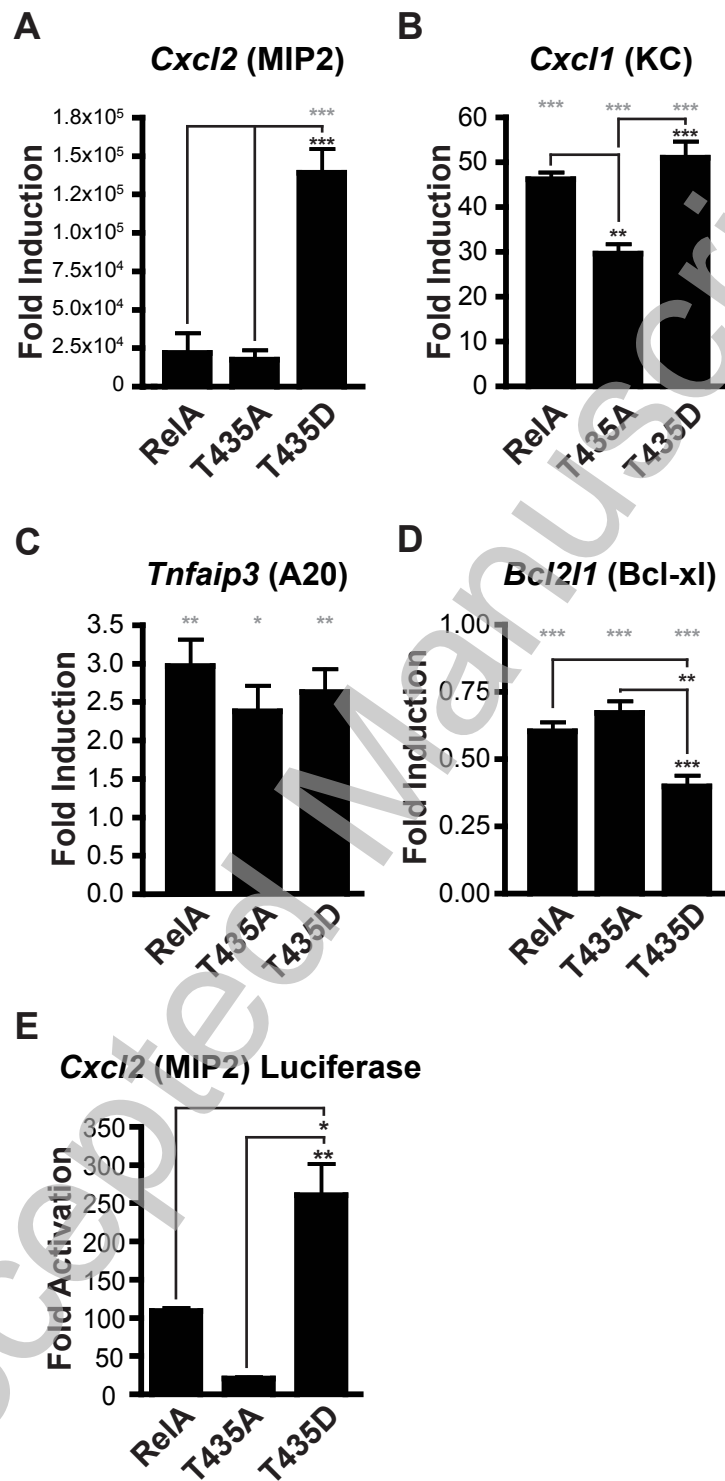 A
Cxcl2 (MIP2)
Fold Induction
1.8x10⁵
1.5x10⁵
1.2x10⁵
1.0x10⁵
7.5x10⁴
5.0x10⁴
2.5x10⁴
0
***
***
RelA
T435A
T435D
B
Cxcl1 (KC)
Fold Induction
60
50
40
30
20
10
0
*** *** ***
***
**
RelA
T435A
T435D
C
Tnfaip3 (A20)
Fold Induction
3.5
3.0
2.5
2.0
1.5
1.0
0.5
0.0
** * **
RelA
T435A
T435D
D
Bcl2l1 (Bcl-xl)
Fold Induction
1.00
0.75
0.50
0.25
0.00
*** *** ***
**
***
RelA
T435A
T435D
E
Cxcl2 (MIP2) Luciferase
Fold Activation
350
300
250
200
150
100
50
0
*
**
RelA
T435A
T435D
cepted Manuscri